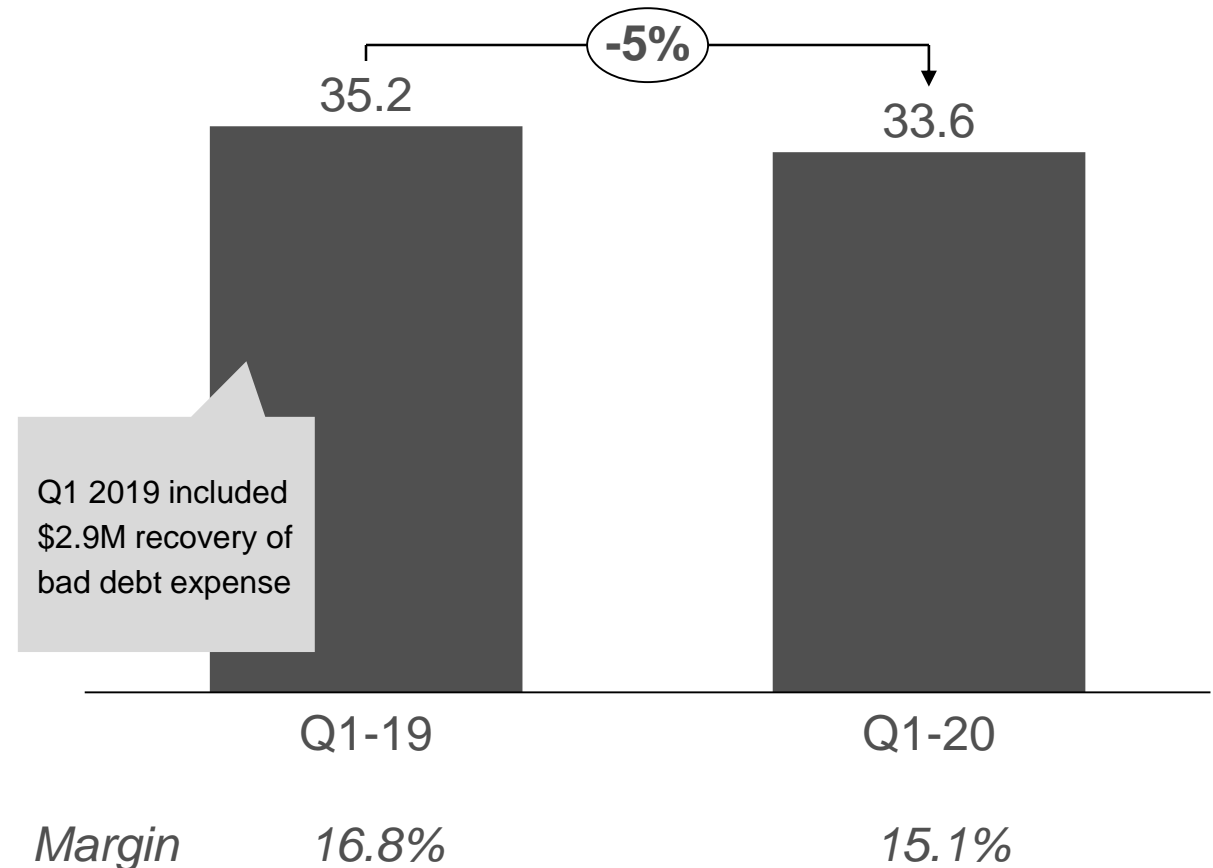 -5%
35.2
33.6
Q1 2019 included
$2.9M recovery of
bad debt expense
Q1-19
Q1-20
Margin 16.8% 15.1%